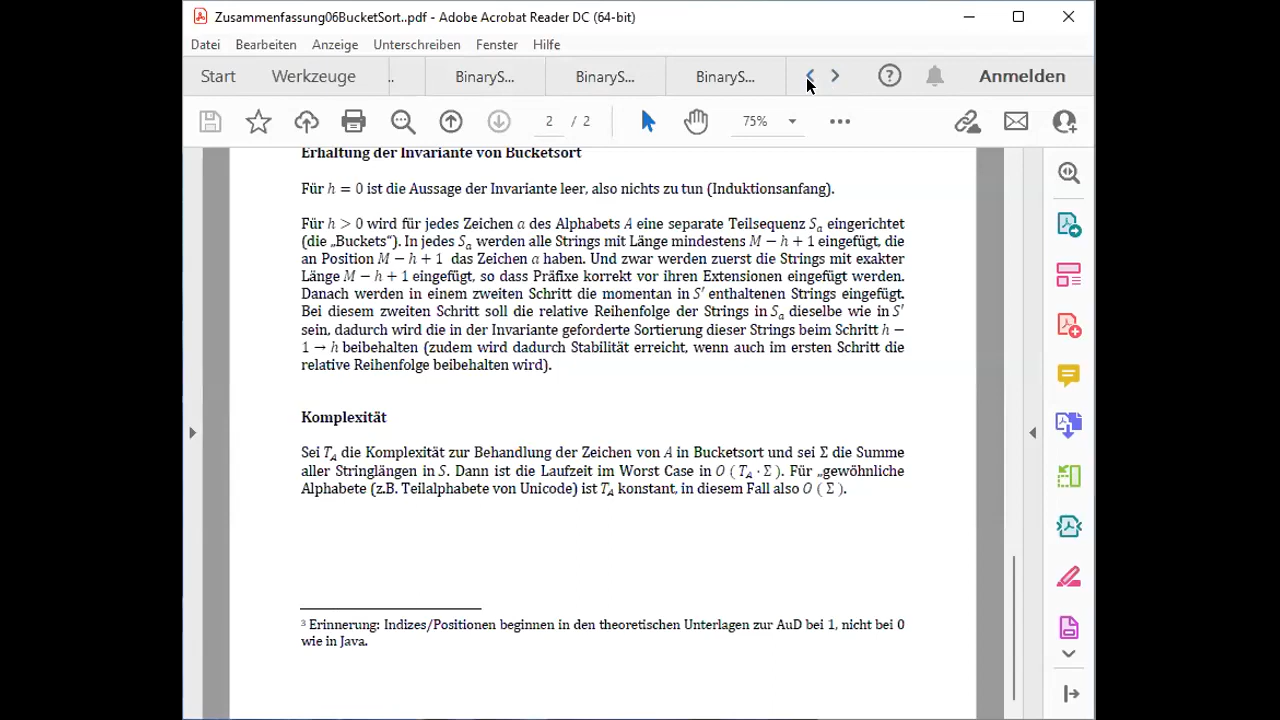 Zusammenfassung06BucketSort..pdf - Adobe Acrobat Reader DC (64-bit)
Datei Bearbeiten Anzeige Unterschreiben Fenster Hilfe
Start Werkzeuge .. BinaryS... BinaryS... BinaryS... Anmelden
2 / 2 75%
Erhaltung der Invariante von Bucketsort
Für h = 0 ist die Aussage der Invariante leer, also nichts zu tun (Induktionsanfang).
Für h > 0 wird für jedes Zeichen a des Alphabets A eine separate Teilsequenz Sₐ eingerichtet
(die „Buckets“). In jedes Sₐ werden alle Strings mit Länge mindestens M − h + 1 eingefügt, die
an Position M − h + 1 das Zeichen a haben. Und zwar werden zuerst die Strings mit exakter
Länge M − h + 1 eingefügt, so dass Präfixe korrekt vor ihren Extensionen eingefügt werden.
Danach werden in einem zweiten Schritt die momentan in S′ enthaltenen Strings eingefügt.
Bei diesem zweiten Schritt soll die relative Reihenfolge der Strings in Sₐ dieselbe wie in S′
sein, dadurch wird die in der Invariante geforderte Sortierung dieser Strings beim Schritt h −
1 → h beibehalten (zudem wird dadurch Stabilität erreicht, wenn auch im ersten Schritt die
relative Reihenfolge beibehalten wird).
Komplexität
Sei T_A die Komplexität zur Behandlung der Zeichen von A in Bucketsort und sei Σ die Summe
aller Stringlängen in S. Dann ist die Laufzeit im Worst Case in O ( T_A · Σ ). Für „gewöhnliche
Alphabete (z.B. Teilalphabete von Unicode) ist T_A konstant, in diesem Fall also O ( Σ ).
³ Erinnerung: Indizes/Positionen beginnen in den theoretischen Unterlagen zur AuD bei 1, nicht bei 0
wie in Java.